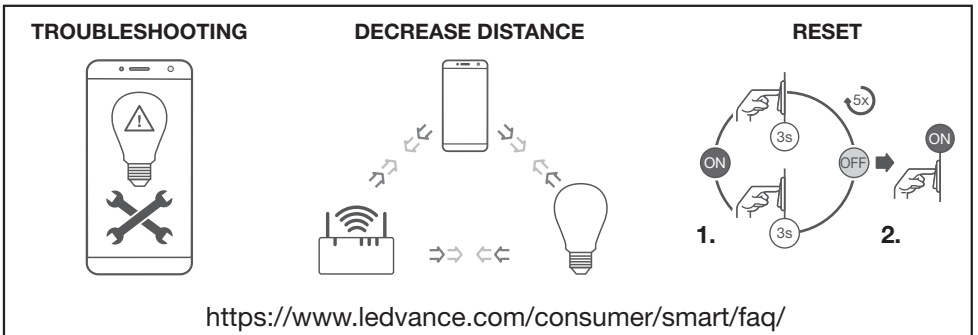 TROUBLESHOOTING
DECREASE DISTANCE
RESET
5x
3s
ON
OFF
ON
3s
1.
2.
https://www.ledvance.com/consumer/smart/faq/